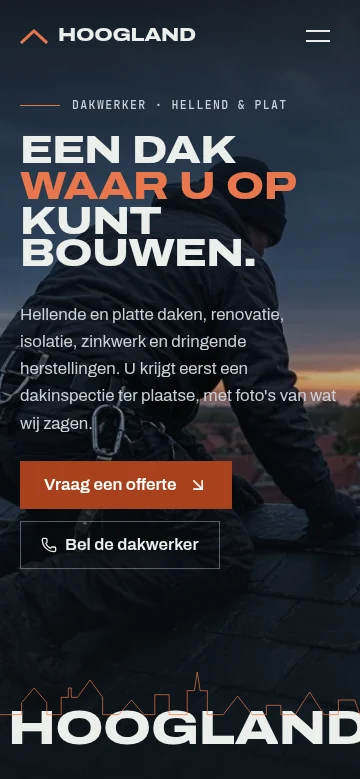 HOOGLAND
DAKWERKER · HELLEND & PLAT
EEN DAK
WAAR U OP
KUNT
BOUWEN.
Hellende en platte daken, renovatie,
isolatie, zinkwerk en dringende
herstellingen. U krijgt eerst een
dakinspectie ter plaatse, met foto's van wat
wij zagen.
Vraag een offerte
Bel de dakwerker
HOOGLAND